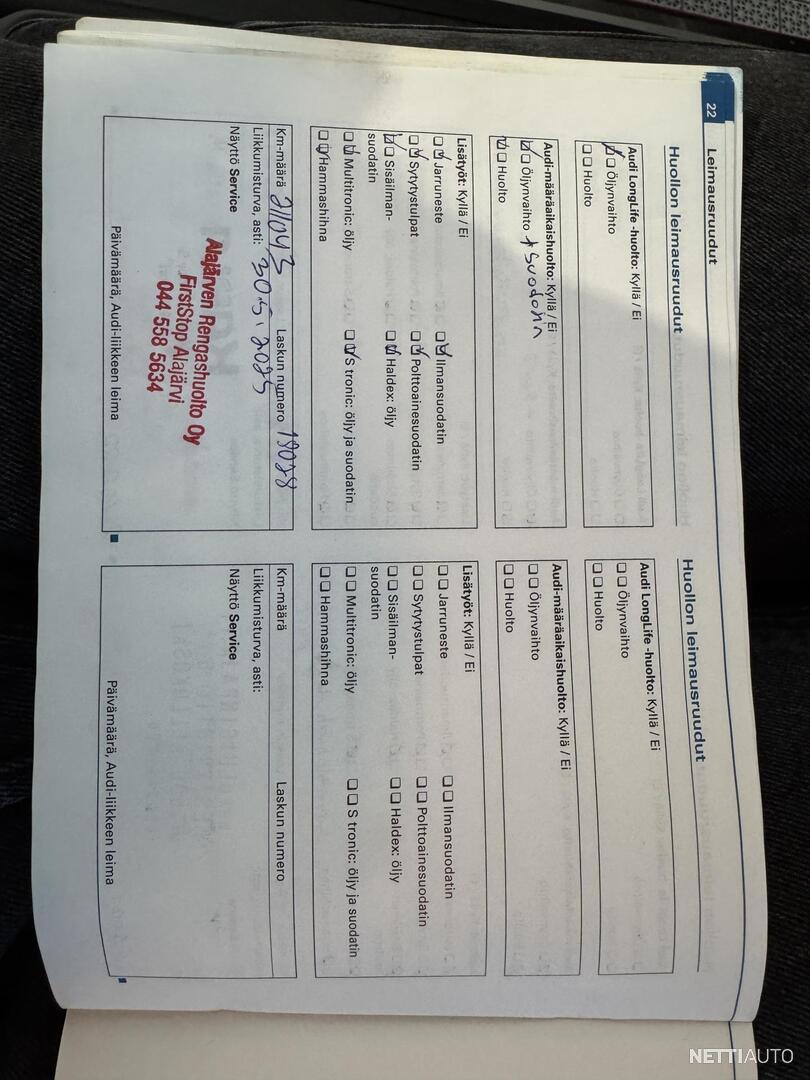 22
Leimausruudut
Huollon leimausruudut
Audi LongLife -huolto: Kyllä / Ei
Öljynvaihto
Huolto
Audi-määräaikaishuolto: Kyllä / Ei
Öljynvaihto + Suodatin
Huolto
Lisätyöt: Kyllä / Ei
Jarruneste
Ilmansuodatin
Sytytystulpat
Polttoainesuodatin
Sisäilman-
suodatin
Haldex: öljy
Multitronic: öljy
S tronic: öljy ja suodatin
Hammashihna
Km-määrä 211043 Laskun numero 19028
Liikkumisturva, asti: 30.5.2025
Näyttö Service
Alajärven Rengashuolto Oy
FirstStop Alajärvi
044 558 5634
Päivämäärä, Audi-liikkeen leima
Huollon leimausruudut
Audi LongLife -huolto: Kyllä / Ei
Öljynvaihto
Huolto
Audi-määräaikaishuolto: Kyllä / Ei
Öljynvaihto
Huolto
Lisätyöt: Kyllä / Ei
Jarruneste
Ilmansuodatin
Sytytystulpat
Polttoainesuodatin
Sisäilman-
suodatin
Haldex: öljy
Multitronic: öljy
S tronic: öljy ja suodatin
Hammashihna
Km-määrä Laskun numero
Liikkumisturva, asti:
Näyttö Service
Päivämäärä, Audi-liikkeen leima
NETTIAUTO